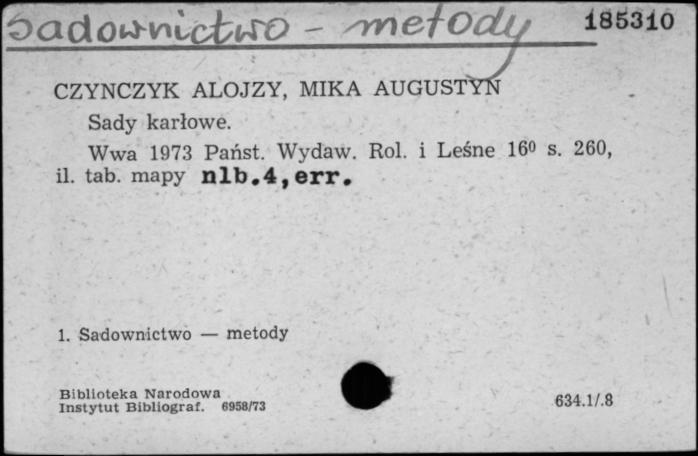 Sadownictwo - metody 185310
CZYNCZYK ALOJZY, MIKA AUGUSTYN
Sady karłowe.
Wwa 1973 Państ. Wydaw. Rol. i Leśne 16⁰ s. 260,
il. tab. mapy nlb.4,err.
1. Sadownictwo — metody
Biblioteka Narodowa
Instytut Bibliograf. 6958/73
634.1/.8